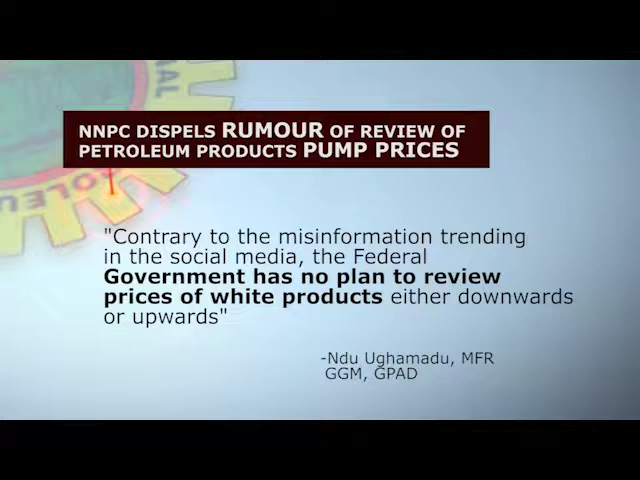 NAL
OLEU
NNPC DISPELS RUMOUR OF REVIEW OF
PETROLEUM PRODUCTS PUMP PRICES
"Contrary to the misinformation trending
in the social media, the Federal
Government has no plan to review
prices of white products either downwards
or upwards"
-Ndu Ughamadu, MFR
GGM, GPAD